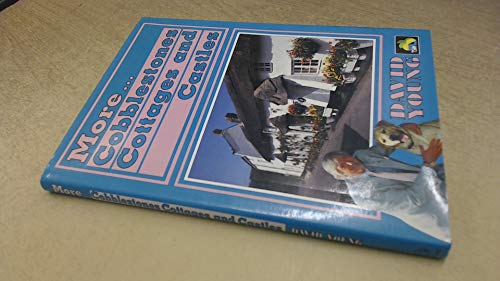 More...
Cobblestones
Cottages and
Castles
DAVID
YOUNG
More... Cobblestones Cottages and Castles DAVID YOUNG